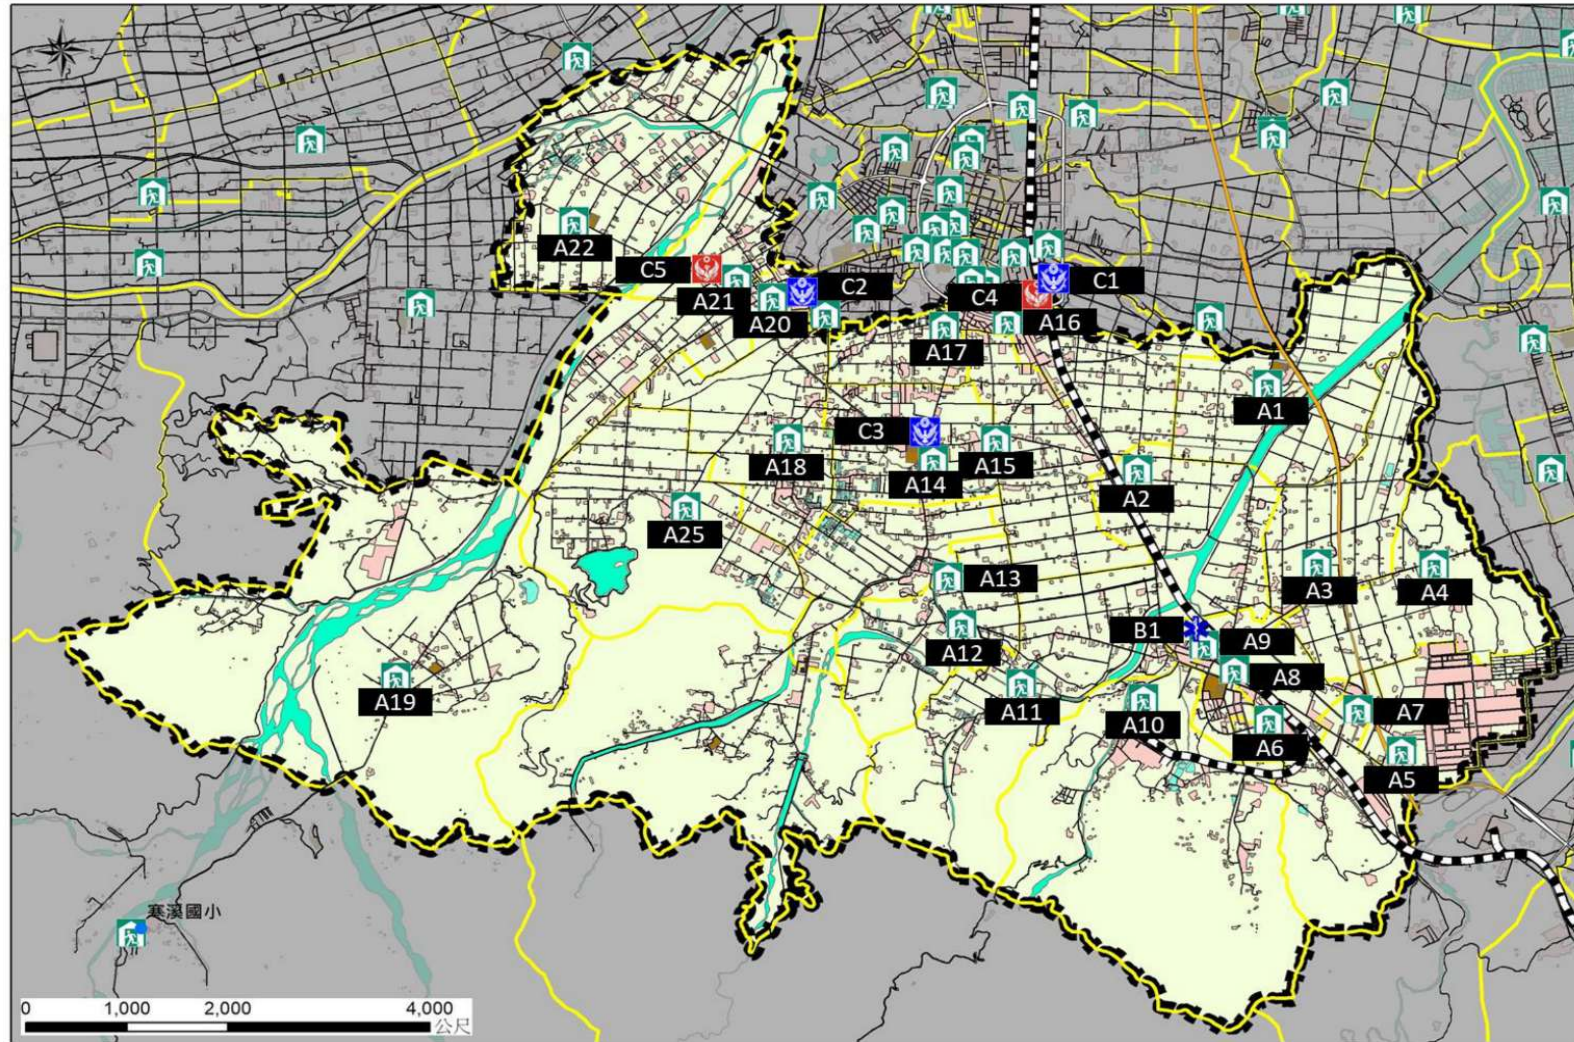 N
A22
C5
A21
C2
A20
C4
C1
A16
A17
A1
C3
A18
A14
A15
A2
A25
A13
A3
A4
B1
A9
A12
A8
A19
A11
A10
A7
A6
A5
寒溪國小
0 1,000 2,000 4,000
公尺